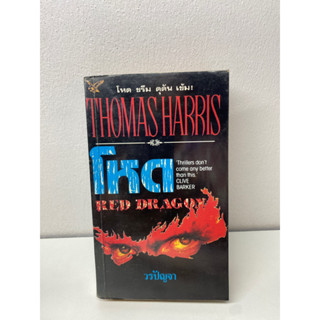 โหด ขรึม ดุดัน เข้ม!
THOMAS HARRIS
โหด
'Thrillers don't
come any better
than this.'
CLIVE
BARKER
RED DRAGON
วรปัญจา